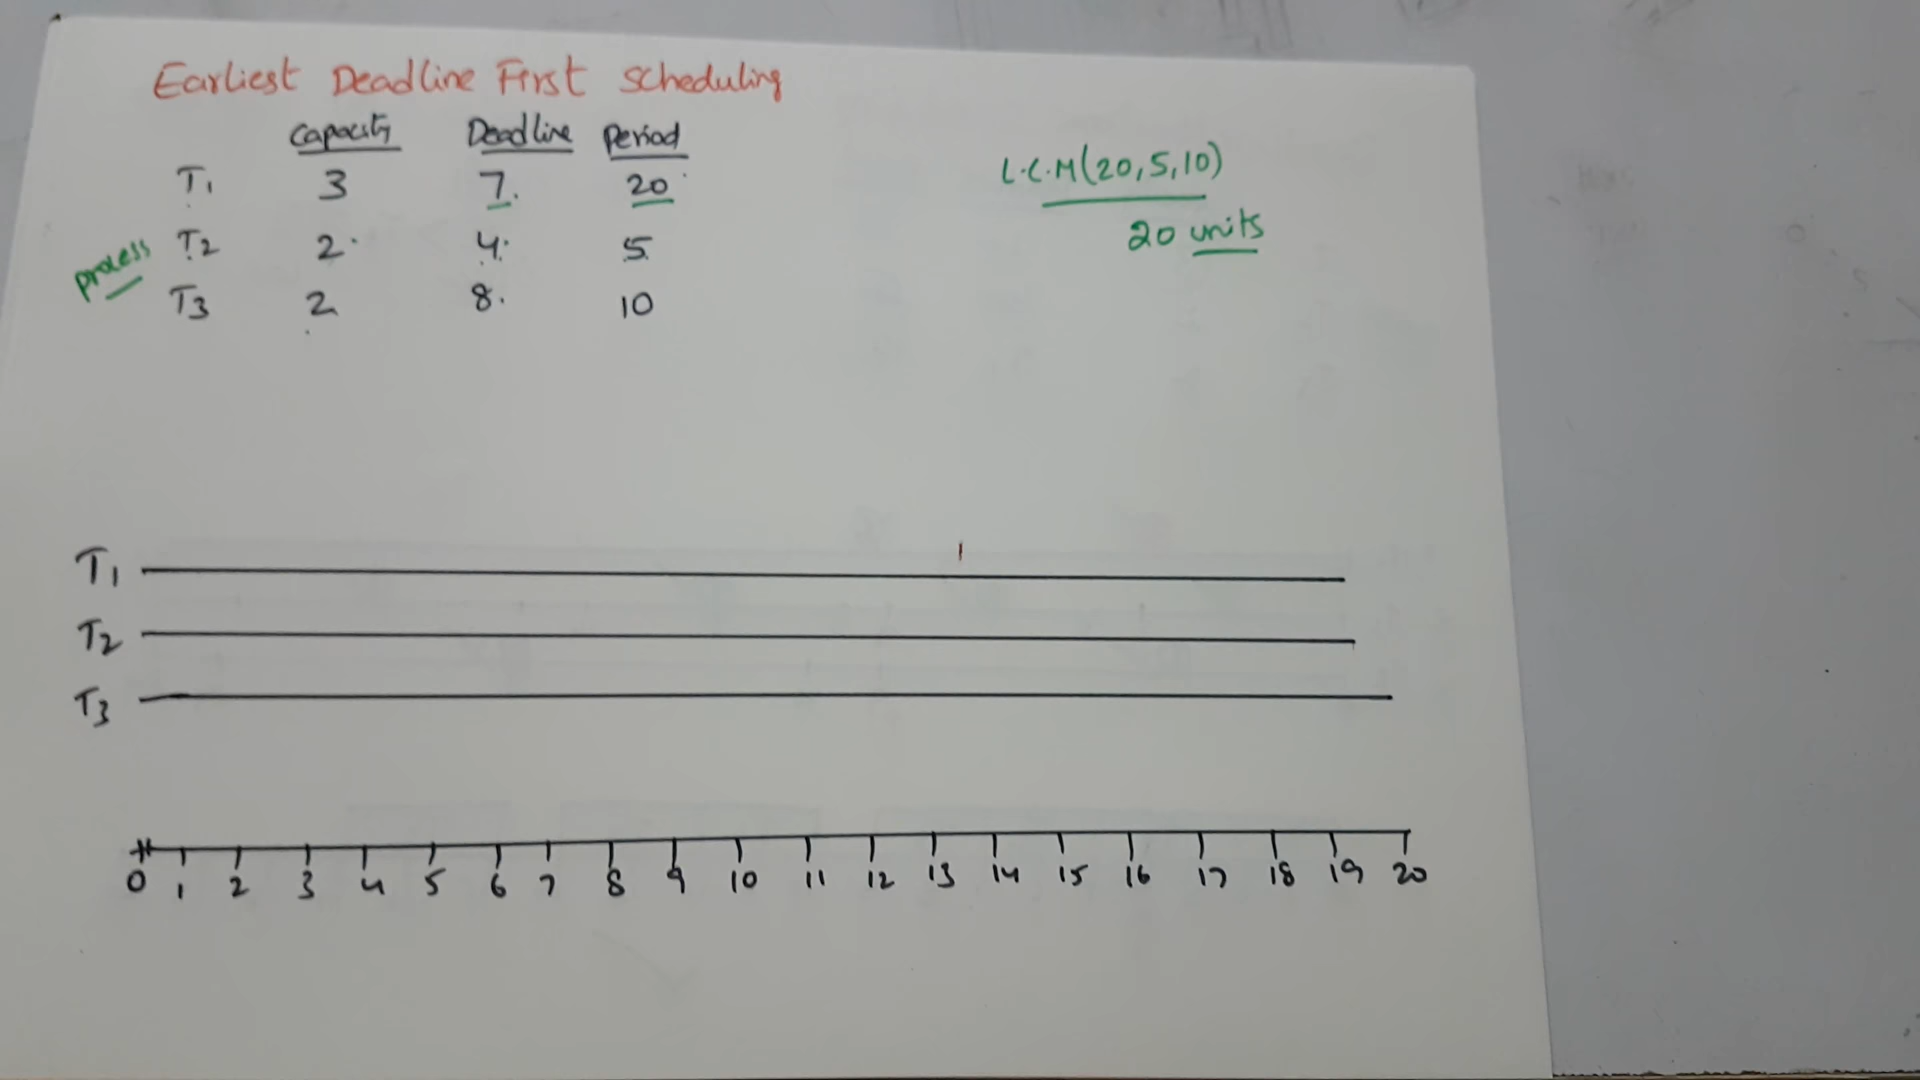 Earliest Deadline First Scheduling
Capacity Deadline Period
T1 3 7 20
T2 2 4 5
T3 2 8 10
process
L.C.M(20,5,10)
20 units
T1
T2
T3
0 1 2 3 4 5 6 7 8 9 10 11 12 13 14 15 16 17 18 19 20